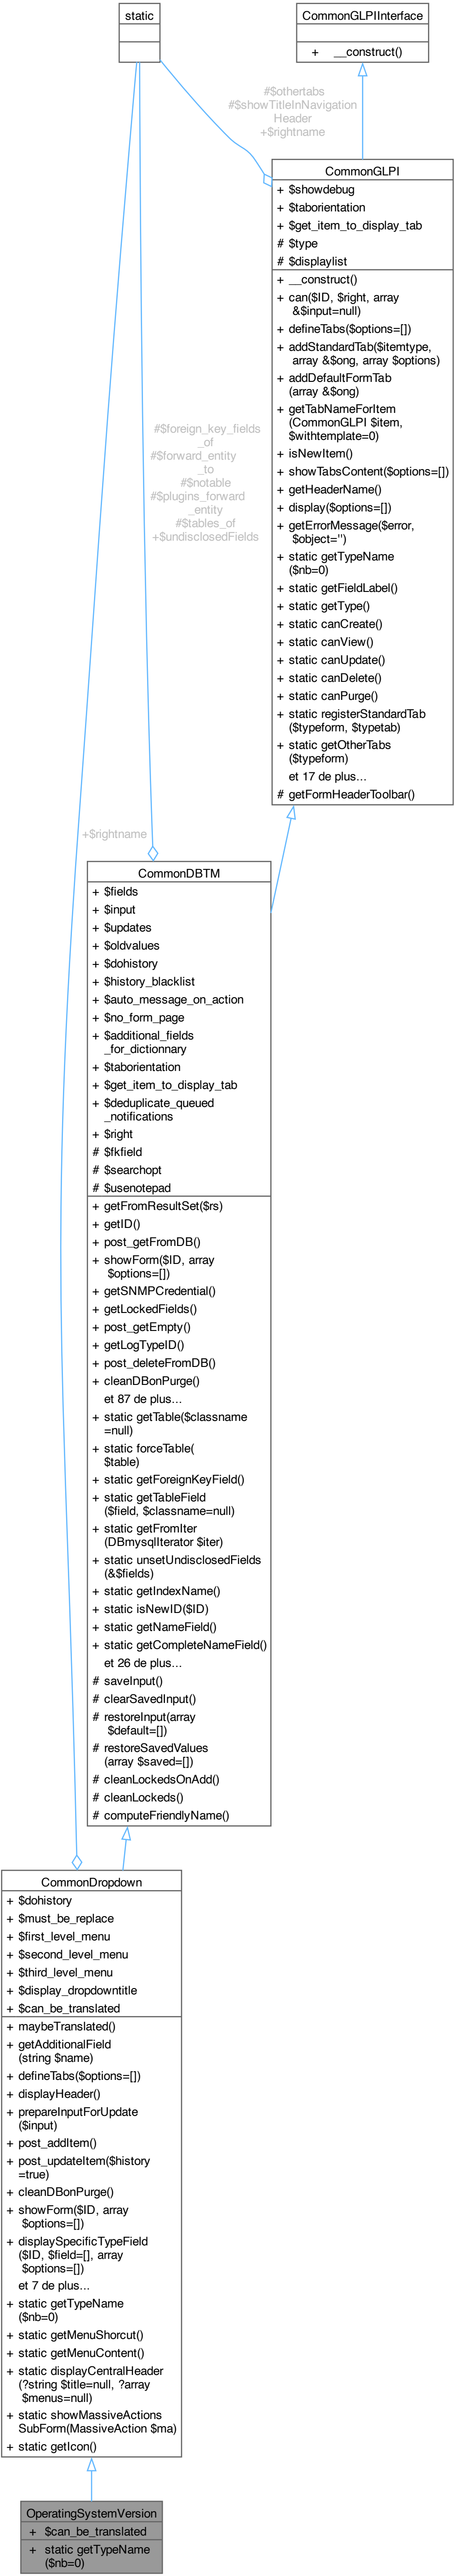 static
CommonGLPIInterface
+ __construct()
#$othertabs
#$showTitleInNavigation
Header
+$rightname
CommonGLPI
+ $showdebug
+ $taborientation
+ $get_item_to_display_tab
# $type
# $displaylist
+ __construct()
+ can($ID, $right, array
&$input=null)
+ defineTabs($options=[])
+ addStandardTab($itemtype,
array &$ong, array $options)
+ addDefaultFormTab
(array &$ong)
+ getTabNameForItem
(CommonGLPI $item,
$withtemplate=0)
+ isNewItem()
+ showTabsContent($options=[])
+ getHeaderName()
+ display($options=[])
+ getErrorMessage($error,
$object='')
+ static getTypeName
($nb=0)
+ static getFieldLabel()
+ static getType()
+ static canCreate()
+ static canView()
+ static canUpdate()
+ static canDelete()
+ static canPurge()
+ static registerStandardTab
($typeform, $typetab)
+ static getOtherTabs
($typeform)
et 17 de plus...
# getFormHeaderToolbar()
#$foreign_key_fields
_of
#$forward_entity
_to
#$notable
#$plugins_forward
_entity
#$tables_of
+$undisclosedFields
+$rightname
CommonDBTM
+ $fields
+ $input
+ $updates
+ $oldvalues
+ $dohistory
+ $history_blacklist
+ $auto_message_on_action
+ $no_form_page
+ $additional_fields
_for_dictionnary
+ $taborientation
+ $get_item_to_display_tab
+ $deduplicate_queued
_notifications
+ $right
# $fkfield
# $searchopt
# $usenotepad
+ getFromResultSet($rs)
+ getID()
+ post_getFromDB()
+ showForm($ID, array
$options=[])
+ getSNMPCredential()
+ getLockedFields()
+ post_getEmpty()
+ getLogTypeID()
+ post_deleteFromDB()
+ cleanDBonPurge()
et 87 de plus...
+ static getTable($classname
=null)
+ static forceTable(
$table)
+ static getForeignKeyField()
+ static getTableField
($field, $classname=null)
+ static getFromIter
(DBmysqlIterator $iter)
+ static unsetUndisclosedFields
(&$fields)
+ static getIndexName()
+ static isNewID($ID)
+ static getNameField()
+ static getCompleteNameField()
et 26 de plus...
# saveInput()
# clearSavedInput()
# restoreInput(array
$default=[])
# restoreSavedValues
(array $saved=[])
# cleanLockedsOnAdd()
# cleanLockeds()
# computeFriendlyName()
CommonDropdown
+ $dohistory
+ $must_be_replace
+ $first_level_menu
+ $second_level_menu
+ $third_level_menu
+ $display_dropdowntitle
+ $can_be_translated
+ maybeTranslated()
+ getAdditionalField
(string $name)
+ defineTabs($options=[])
+ displayHeader()
+ prepareInputForUpdate
($input)
+ post_addItem()
+ post_updateItem($history
=true)
+ cleanDBonPurge()
+ showForm($ID, array
$options=[])
+ displaySpecificTypeField
($ID, $field=[], array
$options=[])
et 7 de plus...
+ static getTypeName
($nb=0)
+ static getMenuShorcut()
+ static getMenuContent()
+ static displayCentralHeader
(?string $title=null, ?array
$menus=null)
+ static showMassiveActions
SubForm(MassiveAction $ma)
+ static getIcon()
OperatingSystemVersion
+ $can_be_translated
+ static getTypeName
($nb=0)